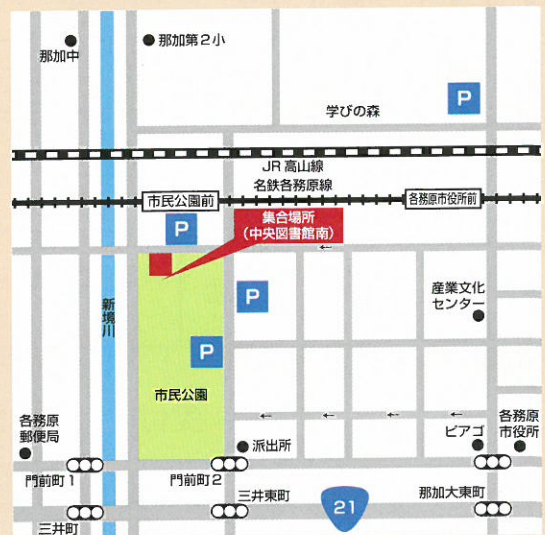 那加中
那加第２小
P
学びの森
JR 高山線
名鉄各務原線
市民公園前
各務原市役所前
P
集合場所
（中央図書館南）
←
新境川
P
産業文化
センター
P
市民公園
← ← ← ←
各務原
郵便局
派出所
ピアゴ
各務原
市役所
門前町１
門前町２
三井東町
21
那加大東町
三井町